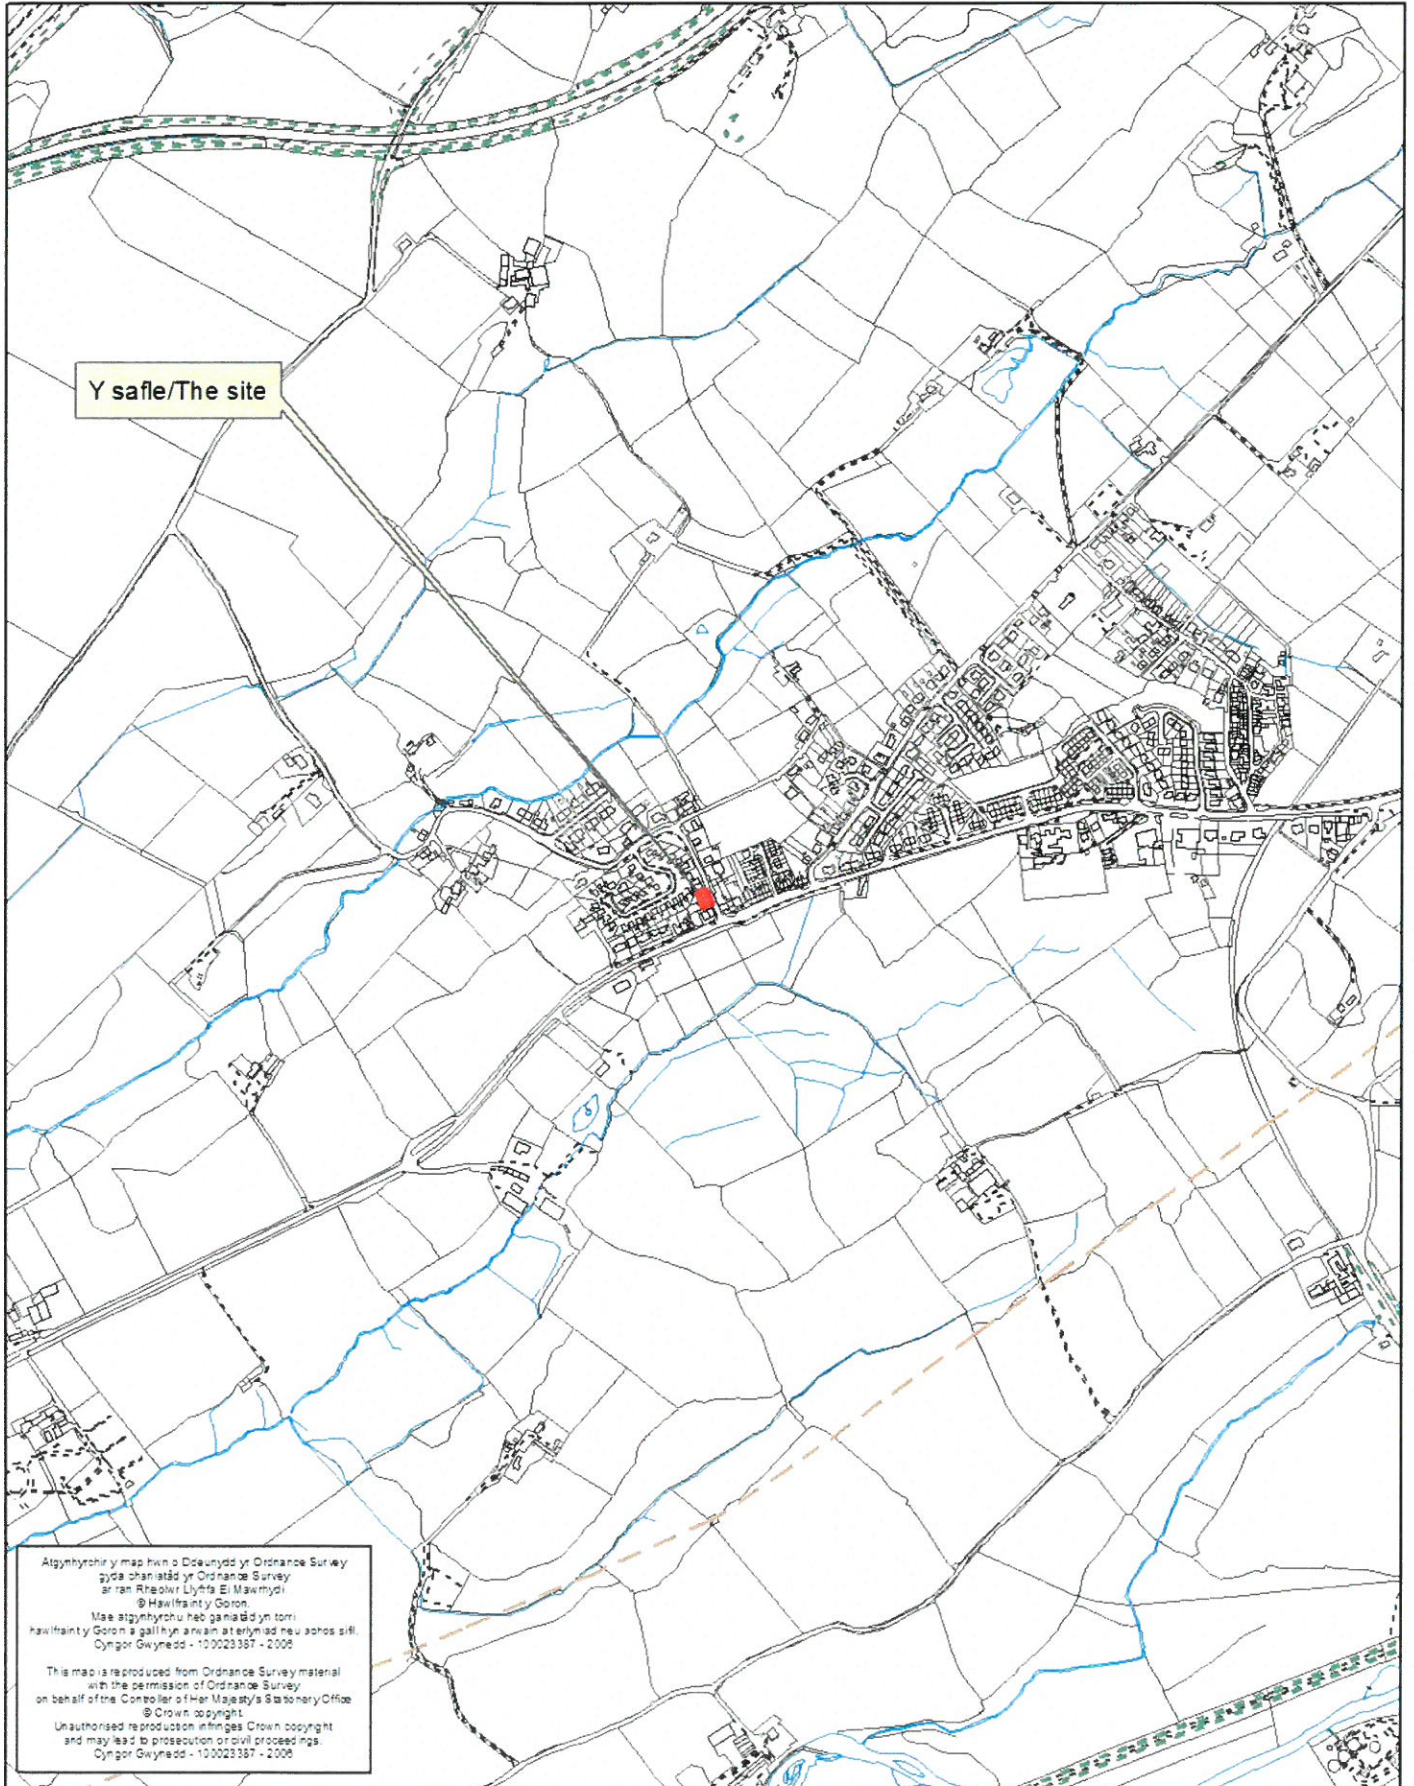 Y safle/The site
Atgynhyrchir y map hwn o Ddeunydd yr Ordnance Survey
gyda chaniatâd yr Ordnance Survey
ar ran Rheolwr Llyfrfa Ei Mawrhydi
© Hawlfraint y Goron.
Mae atgynhyrchu heb ganiatâd yn torri
hawlfraint y Goron a gall hyn arwain at erlyniad neu achos sifil.
Cyngor Gwynedd - 100023387 - 2008
This map is reproduced from Ordnance Survey material
with the permission of Ordnance Survey
on behalf of the Controller of Her Majesty's Stationery Office
© Crown copyright.
Unauthorised reproduction infringes Crown copyright
and may lead to prosecution or civil proceedings.
Cyngor Gwynedd - 100023387 - 2008